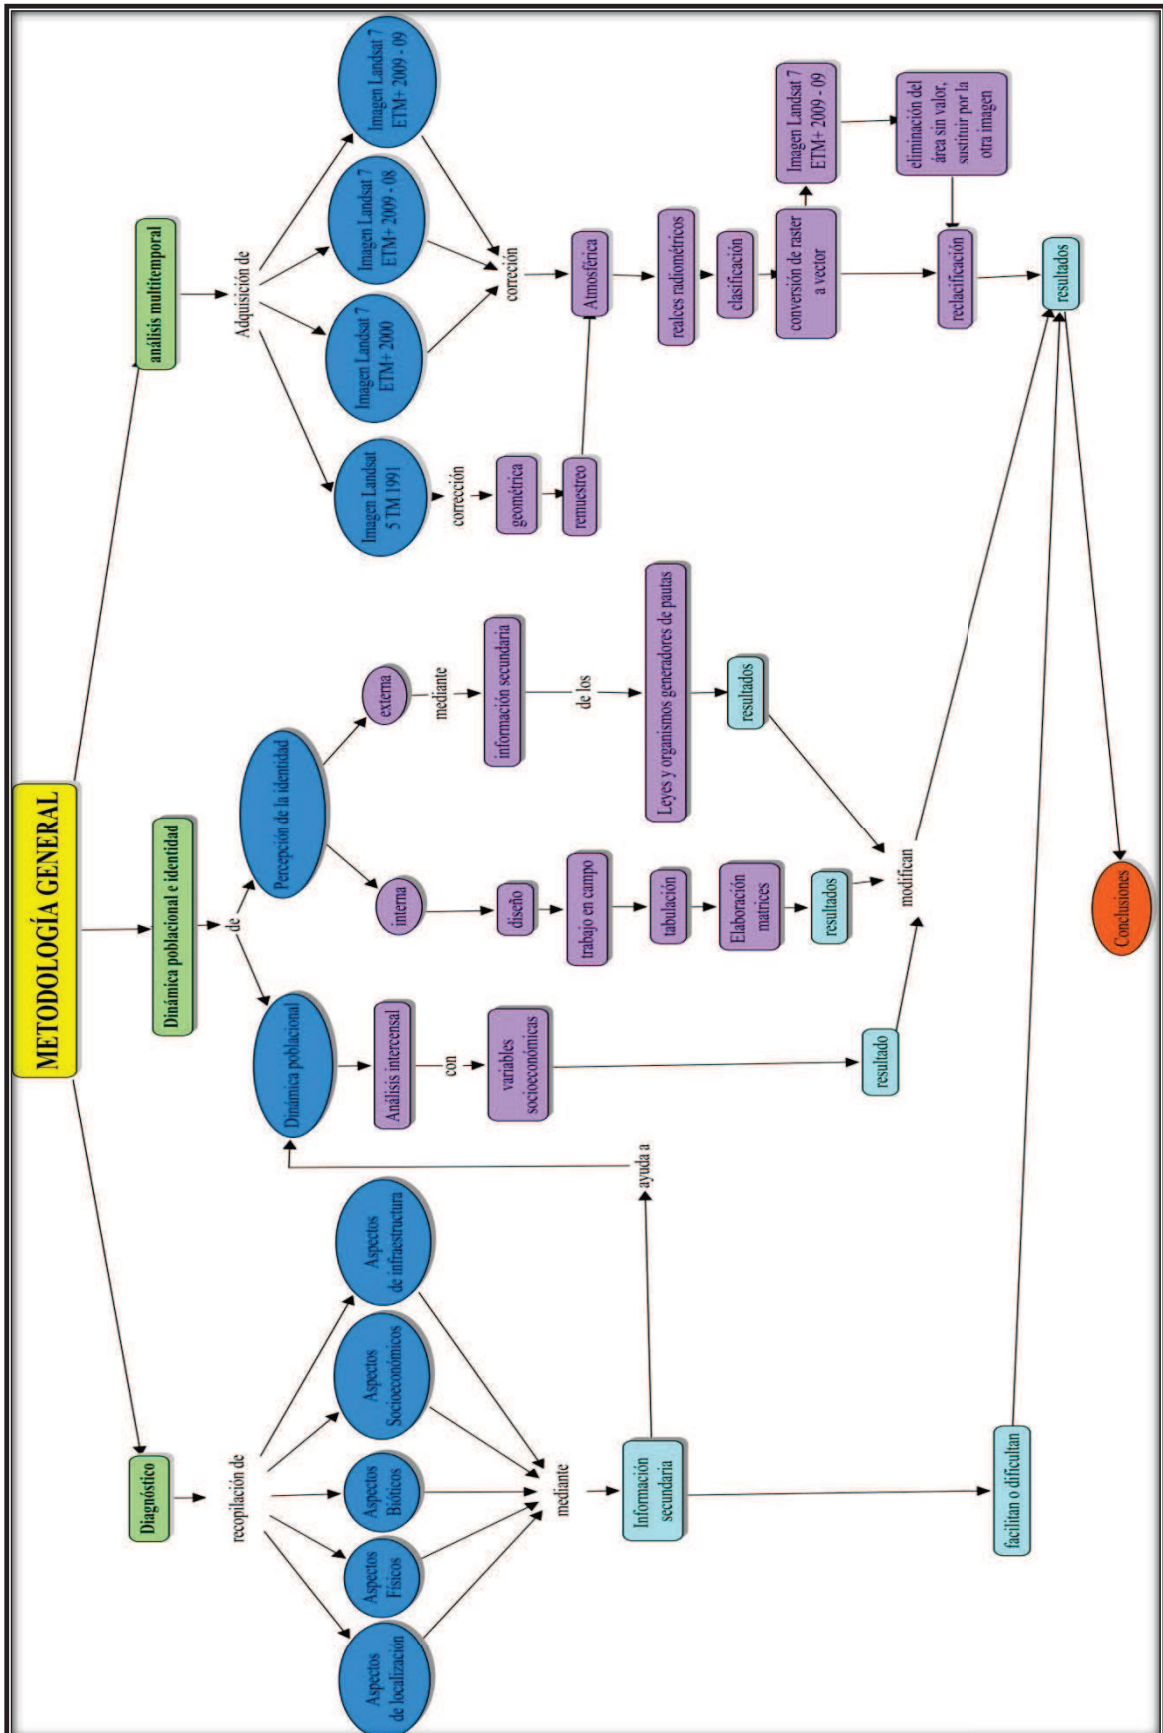 METODOLOGÍA GENERAL
Diagnóstico
recopilación de
Aspectos
de localización
Aspectos
Físicos
Aspectos
Bióticos
Aspectos
Socioeconómicos
Aspectos
de infraestructura
mediante
Información
secundaria
ayuda a
facilitan o dificultan
Dinámica poblacional e identidad
de
Dinámica poblacional
Análisis intercensal
con
variables
socioeconómicas
resultado
Percepción de la identidad
interna
diseño
trabajo en campo
tabulación
Elaboración
matrices
resultados
externa
mediante
información secundaria
de los
Leyes y organismos generadores de pautas
resultados
modifican
análisis multitemporal
Adquisición de
Imagen Landsat
5 TM 1991
Imagen Landsat 7
ETM+ 2000
Imagen Landsat 7
ETM+ 2009 - 08
Imagen Landsat 7
ETM+ 2009 - 09
corrección
geométrica
remuestreo
correción
Atmosférica
realces radiométricos
clasificación
conversión de raster
a vector
Imagen Landsat 7
ETM+ 2009 - 09
eliminación del
área sin valor,
sustituir por la
otra imagen
reclacificación
resultados
Conclusiones